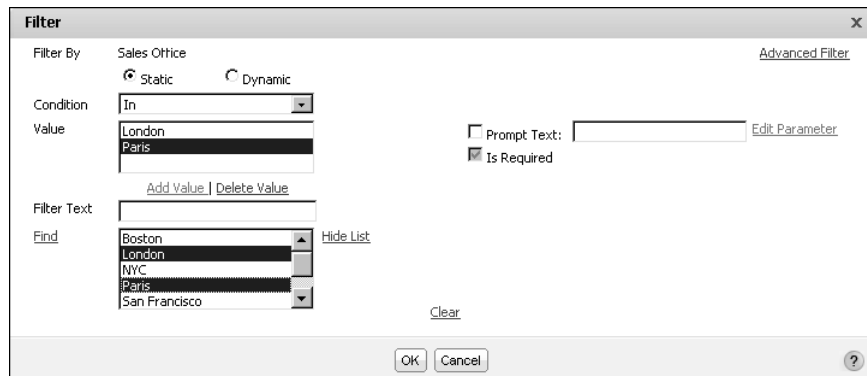 Filter x
Filter By Sales Office Advanced Filter
Static Dynamic
Condition In
Value London
Paris
Prompt Text: Edit Parameter
Is Required
Add Value | Delete Value
Filter Text
Find Boston Hide List
London
NYC
Paris
San Francisco
Clear
OK Cancel ?